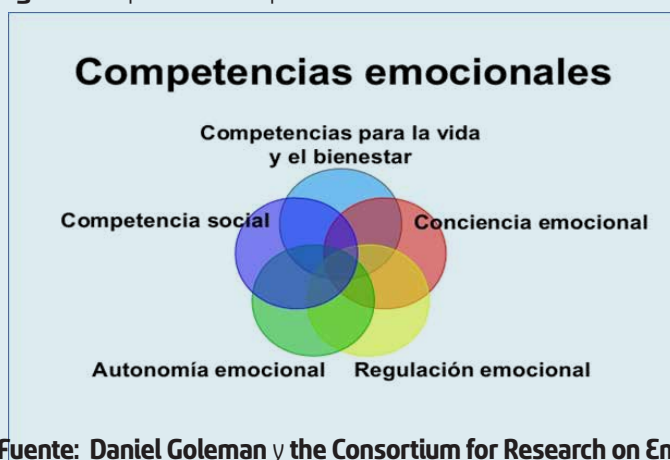 Competencias emocionales
Competencias para la vida
y el bienestar
Competencia social
Conciencia emocional
Autonomía emocional
Regulación emocional
Fuente: Daniel Goleman y the Consortium for Research on